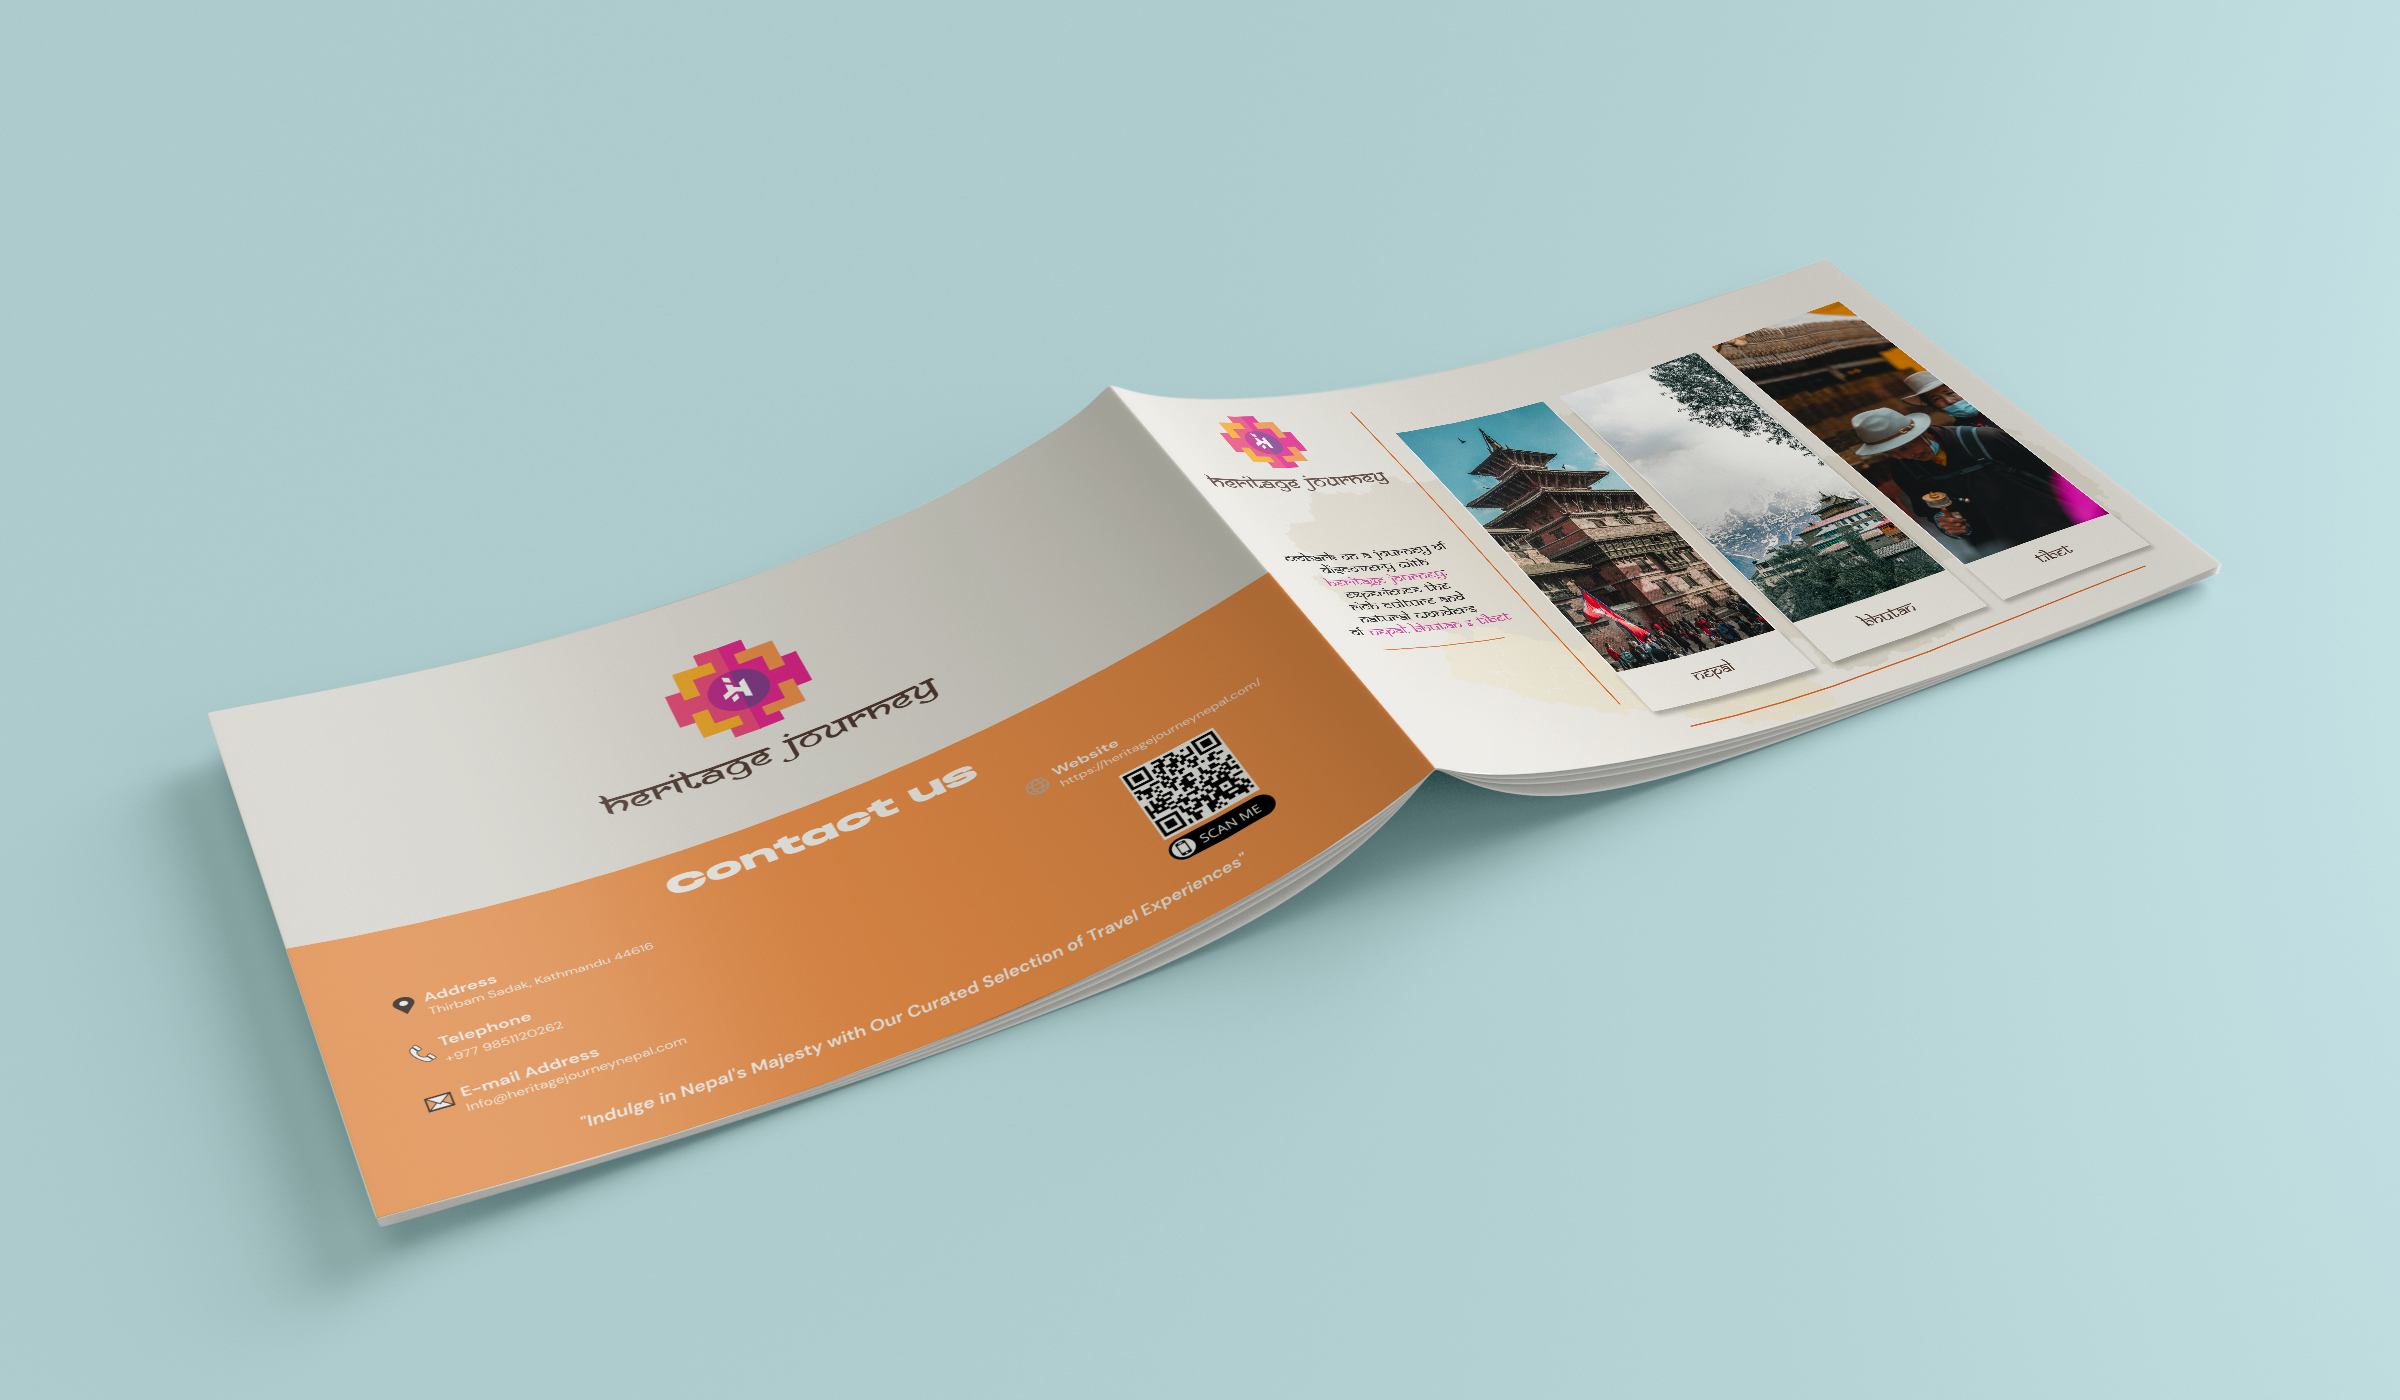 heritage journey
Contact us
Address
Thirbam Sadak, Kathmandu 44616
Telephone
+977 9851120262
E-mail Address
Info@heritagejourneynepal.com
Website
https://heritagejourneynepal.com/
SCAN ME
"Indulge in Nepal's Majesty with Our Curated Selection of Travel Experiences"
heritage journey
embark on a journey of
discovery with
heritage journey.
experience the
rich culture and
natural wonders
of nepal, bhutan & tibet
nepal
bhutan
tibet